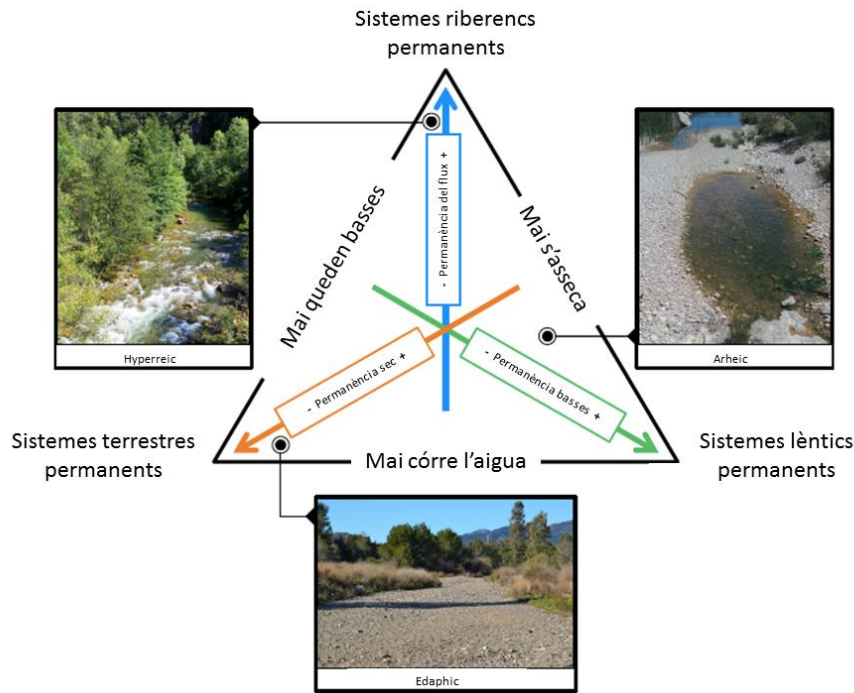 Sistemes riberencs
permanents
Mai queden basses
- Permanència del flux +
Mai s'asseca
Hyperreic
Arheic
- Permanència sec +
- Permanència basses +
Sistemes terrestres
permanents
Mai córre l'aigua
Sistemes lèntics
permanents
Edaphic